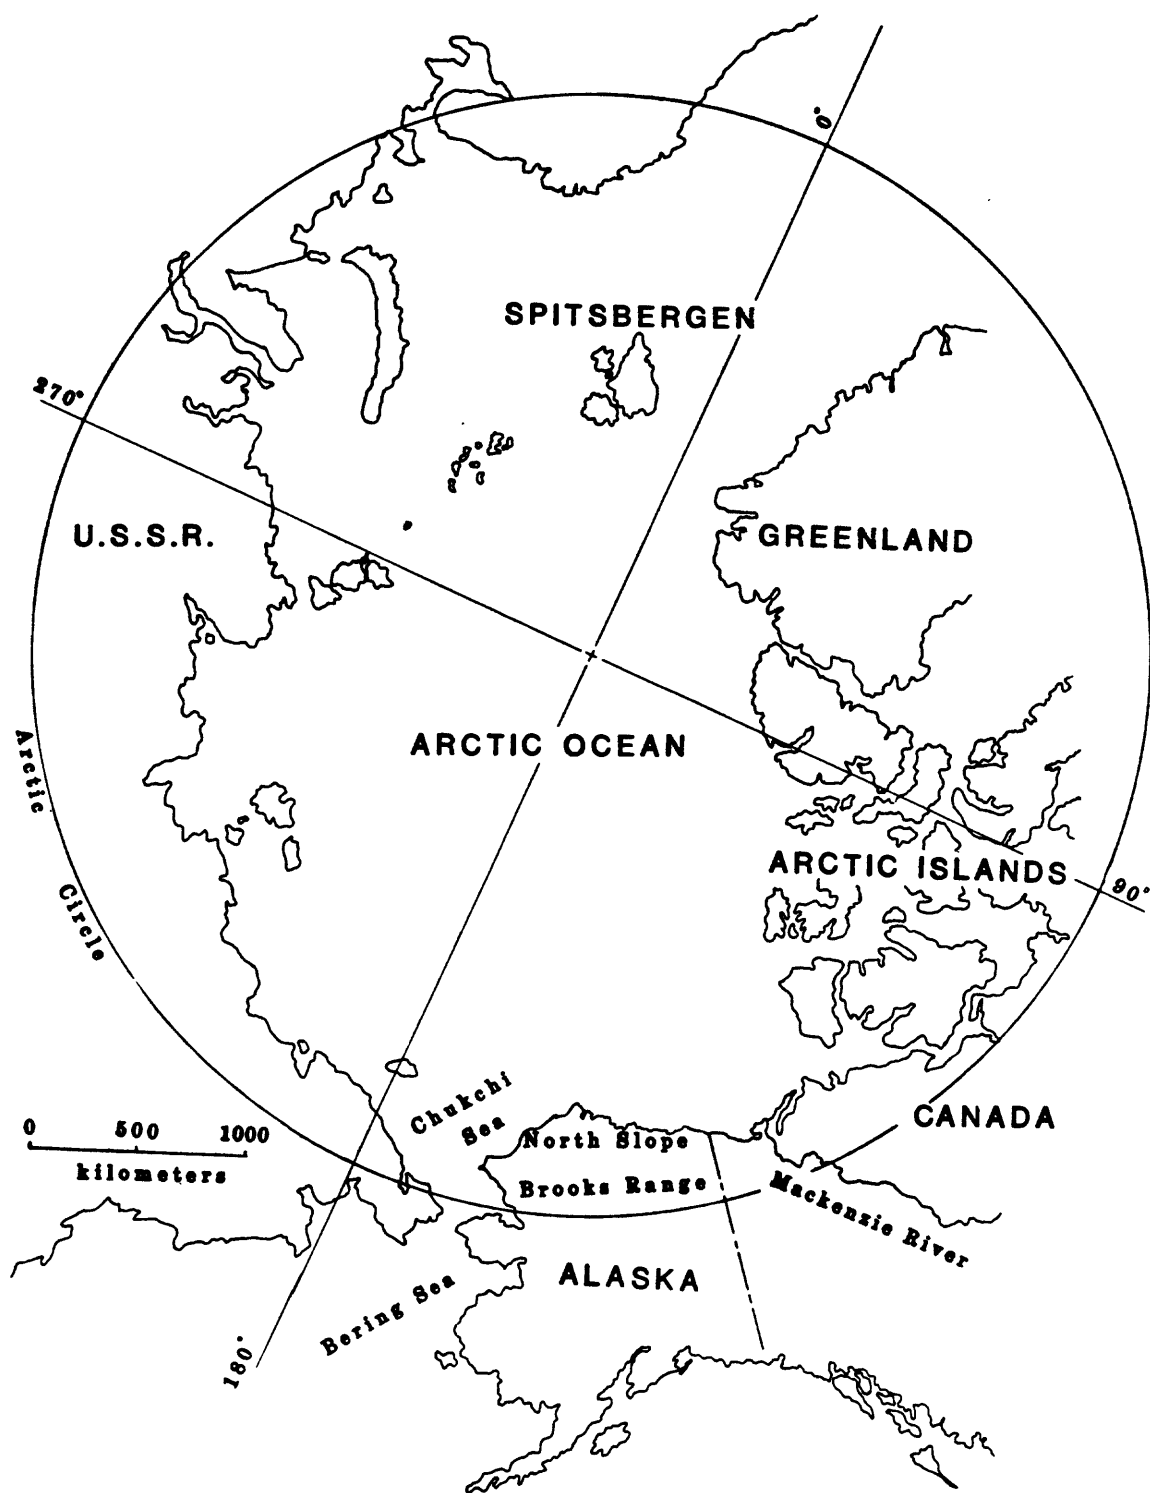 0°
SPITSBERGEN
270°
U.S.S.R.
GREENLAND
ARCTIC OCEAN
Arctic
Circle
ARCTIC ISLANDS
90°
Chukchi
Sea
CANADA
0 500 1000
kilometers
North Slope
Brooks Range
Mackenzie River
ALASKA
Bering Sea
180°